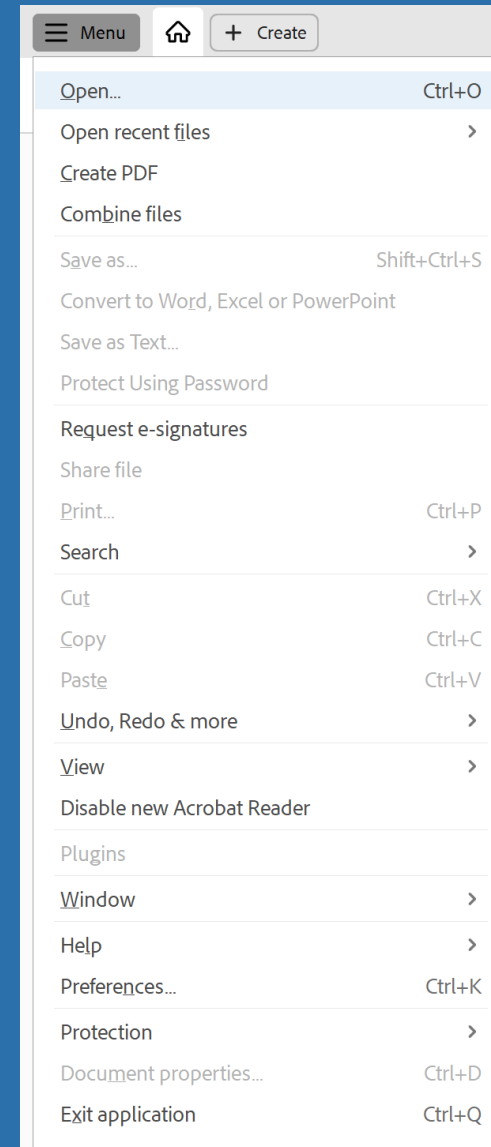 Menu + Create
Open... Ctrl+O
Open recent files
Create PDF
Combine files
Save as... Shift+Ctrl+S
Convert to Word, Excel or PowerPoint
Save as Text...
Protect Using Password
Request e-signatures
Share file
Print... Ctrl+P
Search
Cut Ctrl+X
Copy Ctrl+C
Paste Ctrl+V
Undo, Redo & more
View
Disable new Acrobat Reader
Plugins
Window
Help
Preferences... Ctrl+K
Protection
Document properties... Ctrl+D
Exit application Ctrl+Q